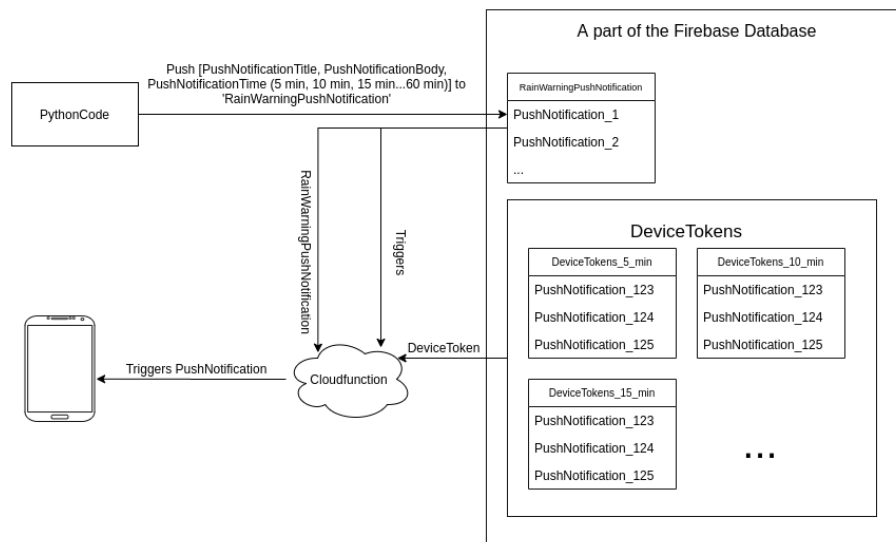 A part of the Firebase Database
Push [PushNotificationTitle, PushNotificationBody,
PushNotificationTime (5 min, 10 min, 15 min...60 min)] to
'RainWarningPushNotification'
PythonCode
RainWarningPushNotification
PushNotification_1
PushNotification_2
...
RainWarningPushNotification
Triggers
DeviceTokens
DeviceTokens_5_min
PushNotification_123
PushNotification_124
PushNotification_125
DeviceTokens_10_min
PushNotification_123
PushNotification_124
PushNotification_125
DeviceTokens_15_min
PushNotification_123
PushNotification_124
PushNotification_125
...
DeviceToken
Cloudfunction
Triggers PushNotification